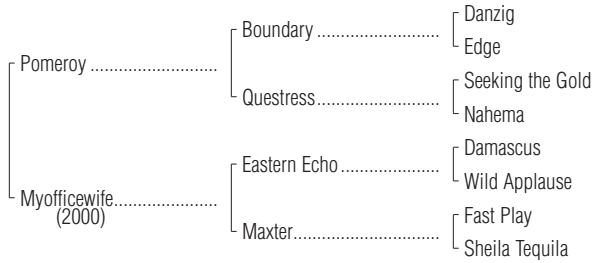 Danzig
Boundary ....................
Edge
Pomeroy .....................
Seeking the Gold
Questress....................
Nahema
Damascus
Eastern Echo ................
Wild Applause
Myofficewife.................
(2000)
Fast Play
Maxter.......................
Sheila Tequila